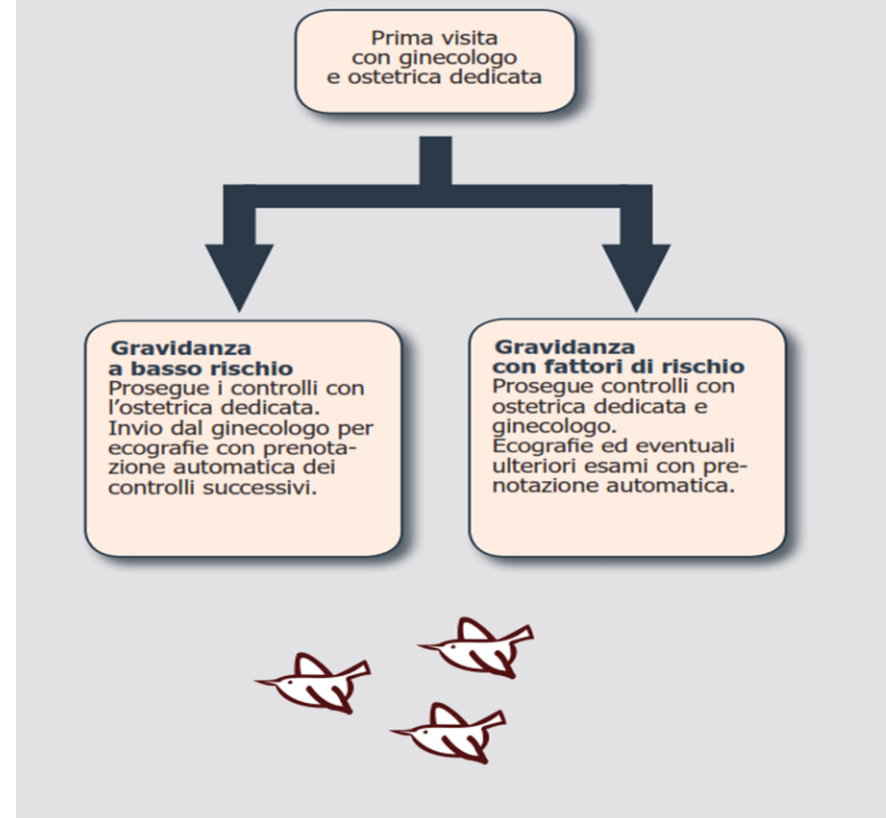 Prima visita
con ginecologo
e ostetrica dedicata
Gravidanza
a basso rischio
Prosegue i controlli con
l'ostetrica dedicata.
Invio dal ginecologo per
ecografie con prenota-
zione automatica dei
controlli successivi.
Gravidanza
con fattori di rischio
Prosegue controlli con
ostetrica dedicata e
ginecologo.
Ecografie ed eventuali
ulteriori esami con pre-
notazione automatica.